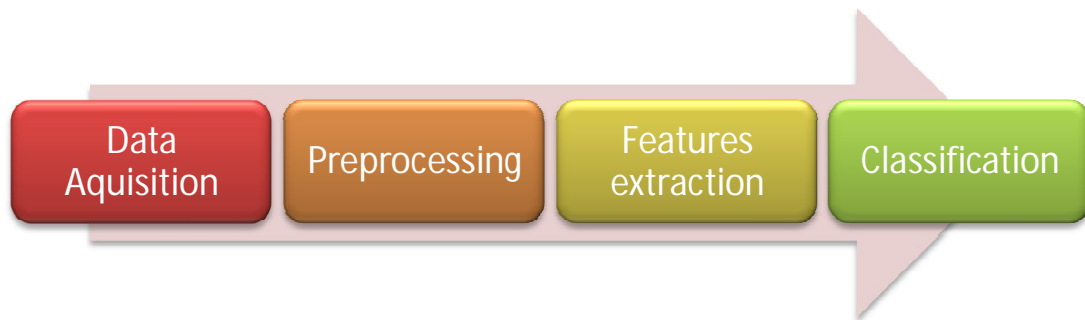 Data
Aquisition
Preprocessing
Features
extraction
Classification